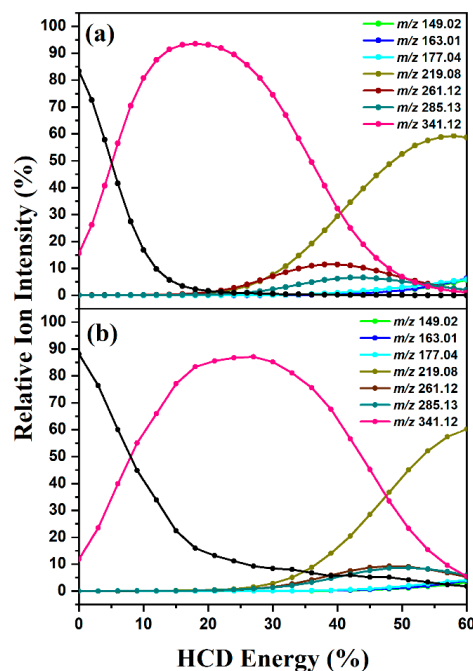 Relative Ion Intensity (%)
(a)
100
90
80
70
60
50
40
30
20
10
0
m/z 149.02
m/z 163.01
m/z 177.04
m/z 219.08
m/z 261.12
m/z 285.13
m/z 341.12
(b)
100
90
80
70
60
50
40
30
20
10
0
m/z 149.02
m/z 163.01
m/z 177.04
m/z 219.08
m/z 261.12
m/z 285.13
m/z 341.12
0 10 20 30 40 50 60
HCD Energy (%)